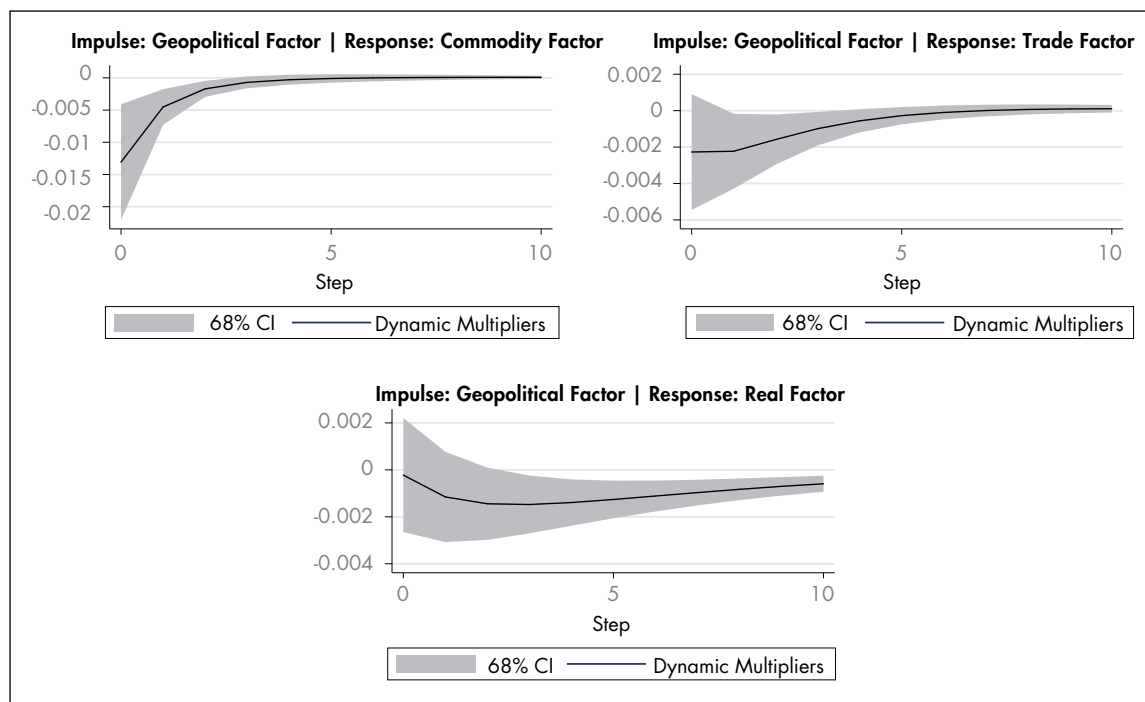 Impulse: Geopolitical Factor | Response: Commodity Factor
0
-0.005
-0.01
-0.015
-0.02
0 5 10
Step
68% CI Dynamic Multipliers
Impulse: Geopolitical Factor | Response: Trade Factor
0.002
0
-0.002
-0.004
-0.006
0 5 10
Step
68% CI Dynamic Multipliers
Impulse: Geopolitical Factor | Response: Real Factor
0.002
0
-0.002
-0.004
0 5 10
Step
68% CI Dynamic Multipliers